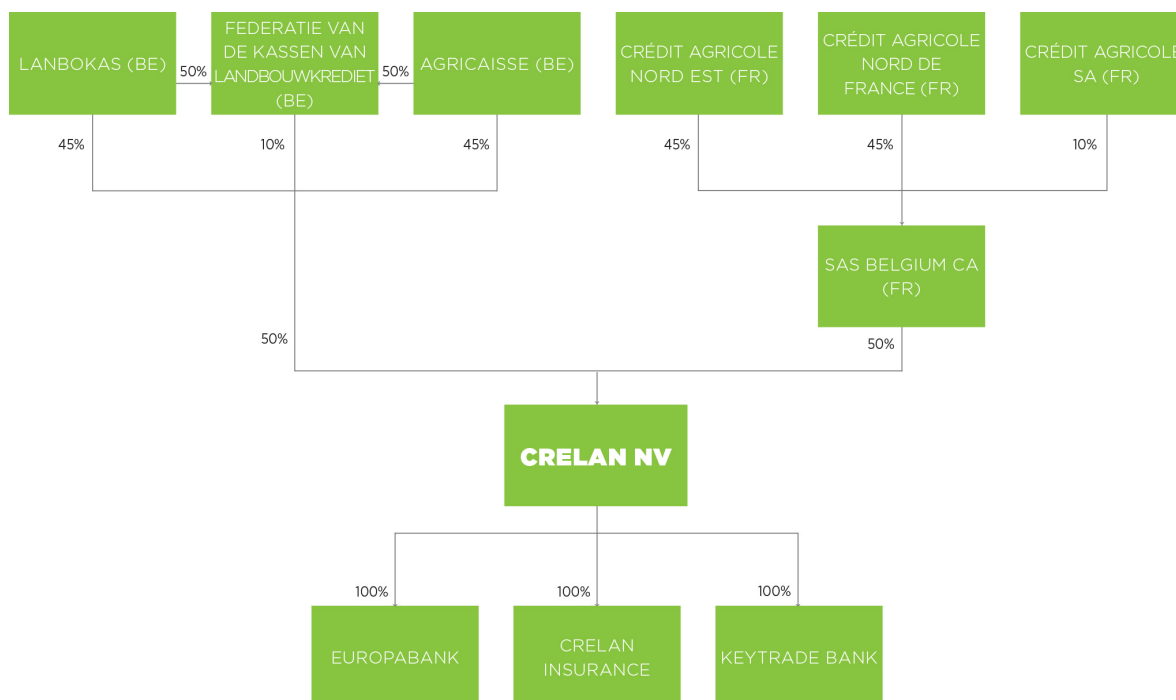 LANBOKAS (BE)
50%
FEDERATIE VAN
DE KASSEN VAN
LANDBOUWKREDIET
(BE)
50%
AGRICAISSE (BE)
CRÉDIT AGRICOLE
NORD EST (FR)
CRÉDIT AGRICOLE
NORD DE
FRANCE (FR)
CRÉDIT AGRICOLE
SA (FR)
45%
10%
45%
45%
45%
10%
SAS BELGIUM CA
(FR)
50%
50%
CRELAN NV
100%
100%
100%
EUROPABANK
CRELAN
INSURANCE
KEYTRADE BANK